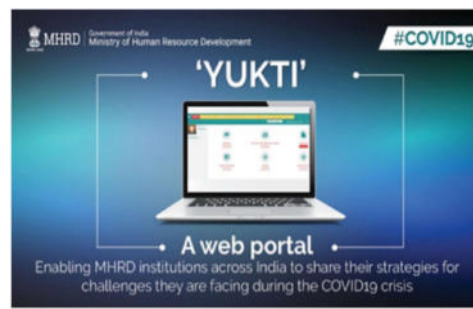 MHRD
Government of India
Ministry of Human Resource Development
#COVID19
'YUKTI'
A web portal
Enabling MHRD institutions across India to share their strategies for
challenges they are facing during the COVID19 crisis